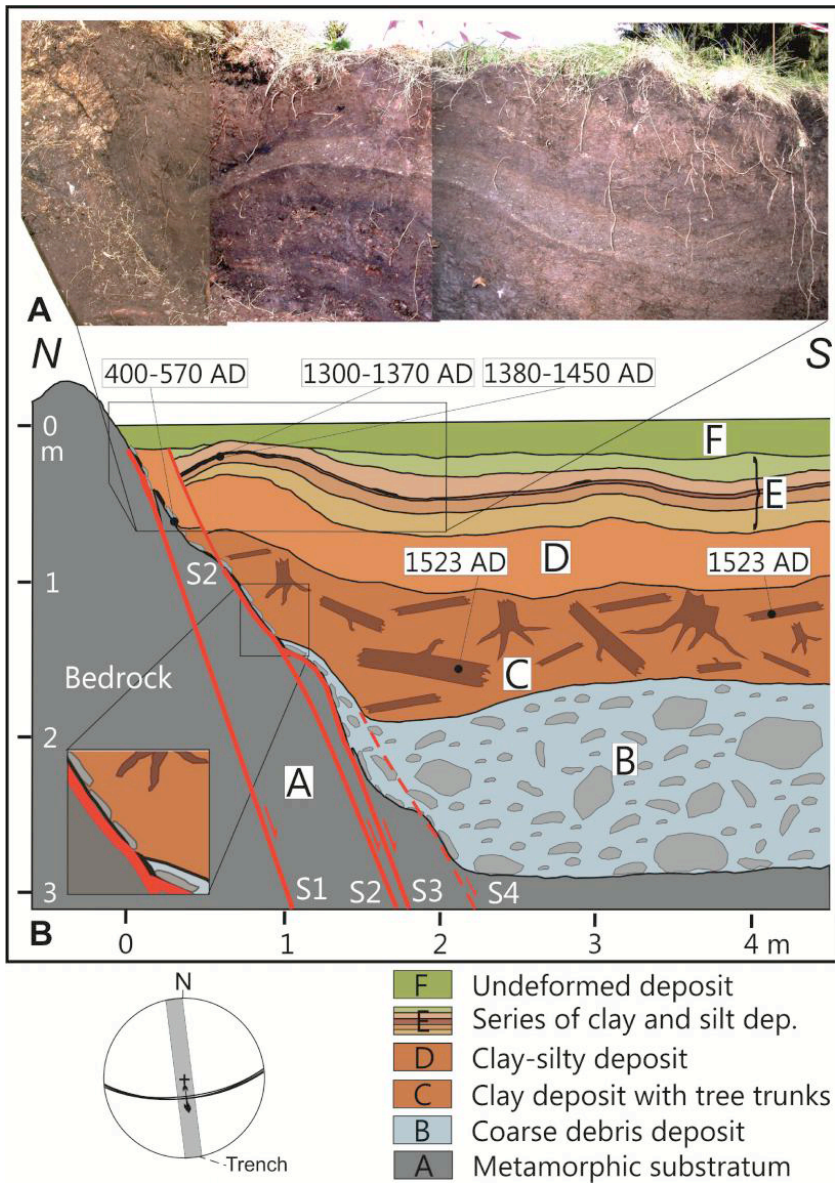 A
N
S
400-570 AD
1300-1370 AD
1380-1450 AD
0
m
F
E
S2
D
1
1523 AD
1523 AD
C
Bedrock
2
B
A
3
S1
S2
S3
S4
B
0
1
2
3
4 m
N
Trench
F Undeformed deposit
E Series of clay and silt dep.
D Clay-silty deposit
C Clay deposit with tree trunks
B Coarse debris deposit
A Metamorphic substratum